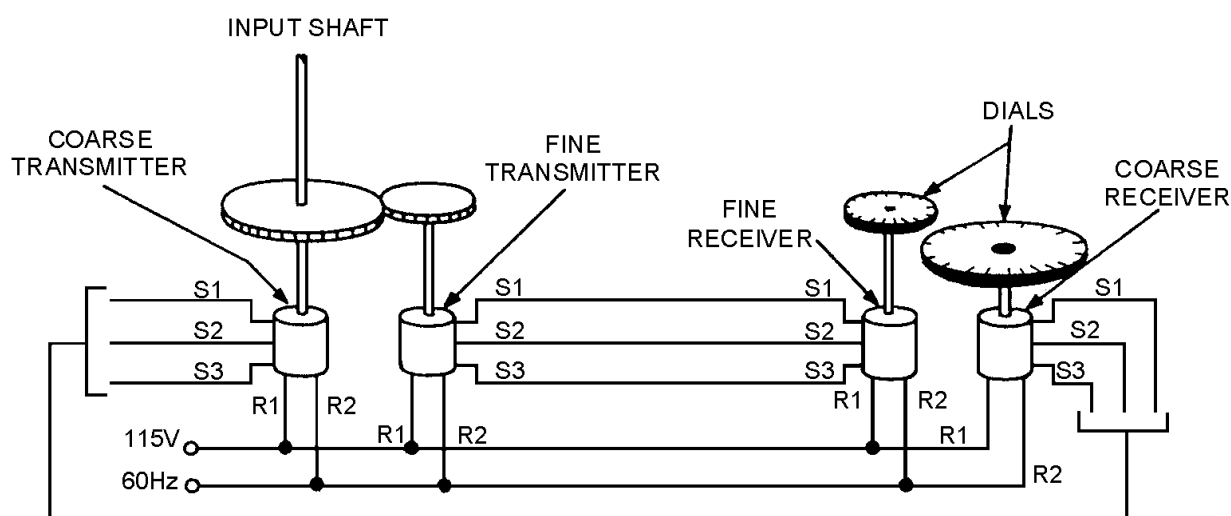 INPUT SHAFT
COARSE
TRANSMITTER
FINE
TRANSMITTER
DIALS
COARSE
RECEIVER
FINE
RECEIVER
S1
S2
S3
S1
S2
S3
S1
S2
S3
S1
S2
S3
R1
R2
R1
R2
R1
R2
R1
R2
115V
60Hz